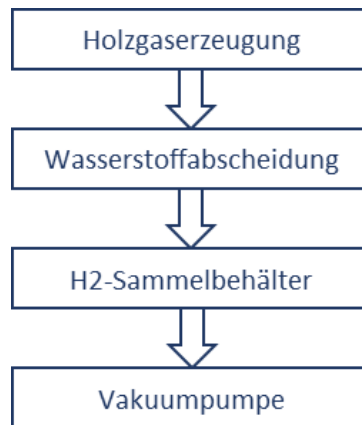 Holzgaserzeugung
Wasserstoffabscheidung
H2-Sammelbehälter
Vakuumpumpe